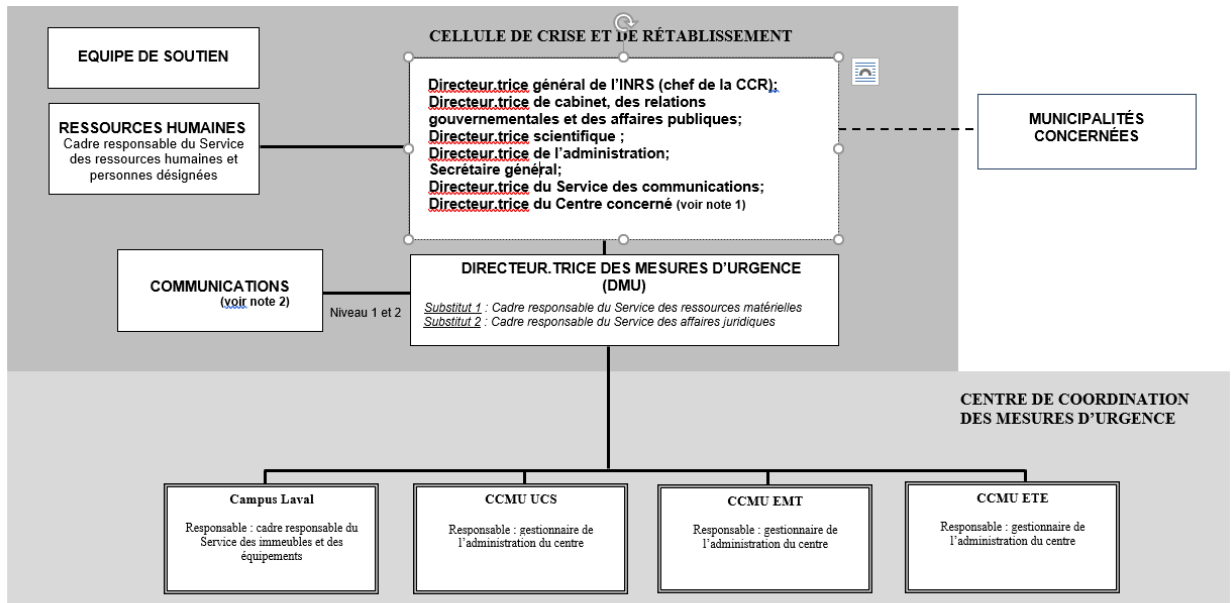 CELLULE DE CRISE ET DE RÉTABLISSEMENT
EQUIPE DE SOUTIEN
RESSOURCES HUMAINES
Cadre responsable du Service
des ressources humaines et
personnes désignées
Directeur.trice général de l'INRS (chef de la CCR);
Directeur.trice de cabinet, des relations
gouvernementales et des affaires publiques;
Directeur.trice scientifique ;
Directeur.trice de l'administration;
Secrétaire général;
Directeur.trice du Service des communications;
Directeur.trice du Centre concerné (voir note 1)
MUNICIPALITÉS
CONCERNÉES
COMMUNICATIONS
(voir note 2)
Niveau 1 et 2
DIRECTEUR.TRICE DES MESURES D'URGENCE
(DMU)
Substitut 1 : Cadre responsable du Service des ressources matérielles
Substitut 2 : Cadre responsable du Service des affaires juridiques
CENTRE DE COORDINATION
DES MESURES D'URGENCE
Campus Laval
Responsable : cadre responsable du
Service des immeubles et des
équipements
CCMU UCS
Responsable : gestionnaire de
l'administration du centre
CCMU EMT
Responsable : gestionnaire de
l'administration du centre
CCMU ETE
Responsable : gestionnaire de
l'administration du centre